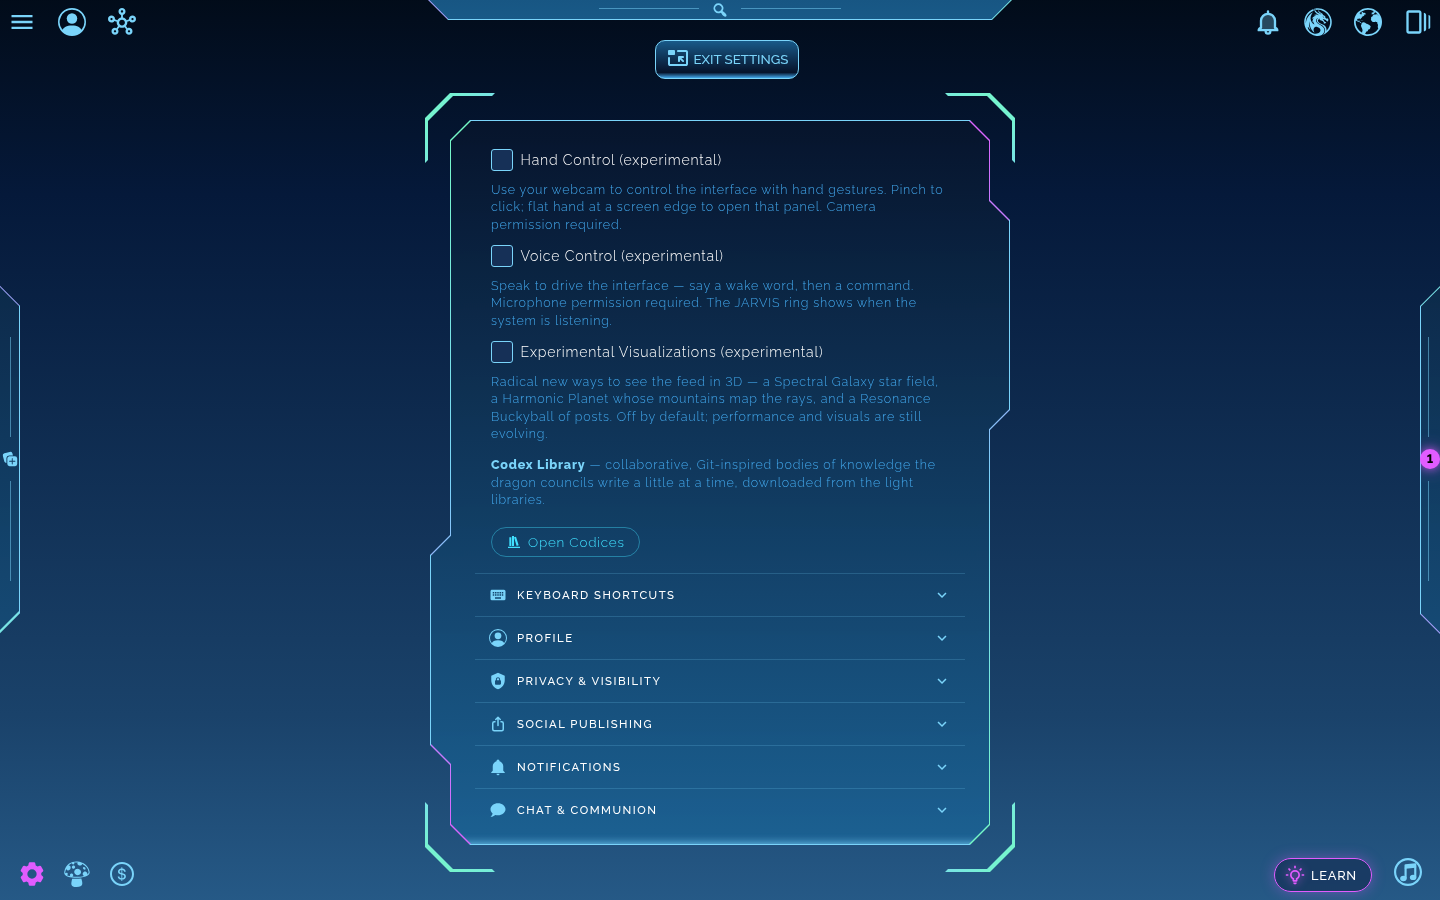 EXIT SETTINGS
Hand Control (experimental)
Use your webcam to control the interface with hand gestures. Pinch to
click; flat hand at a screen edge to open that panel. Camera
permission required.
Voice Control (experimental)
Speak to drive the interface — say a wake word, then a command.
Microphone permission required. The JARVIS ring shows when the
system is listening.
Experimental Visualizations (experimental)
Radical new ways to see the feed in 3D — a Spectral Galaxy star field,
a Harmonic Planet whose mountains map the rays, and a Resonance
Buckyball of posts. Off by default; performance and visuals are still
evolving.
Codex Library — collaborative, Git-inspired bodies of knowledge the
dragon councils write a little at a time, downloaded from the light
libraries.
Open Codices
KEYBOARD SHORTCUTS
PROFILE
PRIVACY & VISIBILITY
SOCIAL PUBLISHING
NOTIFICATIONS
CHAT & COMMUNION
1
LEARN